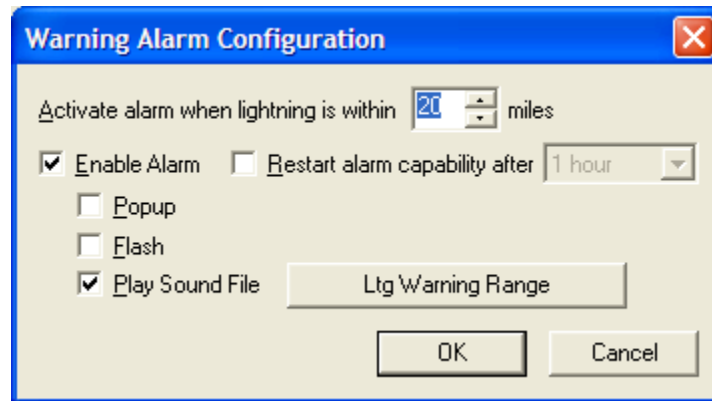 Warning Alarm Configuration
Activate alarm when lightning is within 20 miles
Enable Alarm Restart alarm capability after 1 hour
Popup
Flash
Play Sound File Ltg Warning Range
OK Cancel